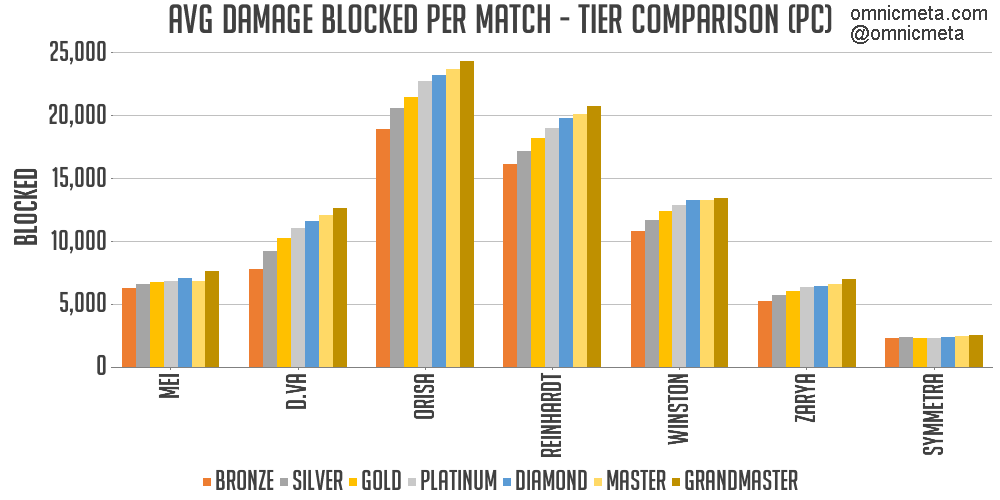 AVG DAMAGE BLOCKED PER MATCH - TIER COMPARISON (PC)
omnicmeta.com
@omnicmeta
25,000
20,000
15,000
10,000
5,000
0
BLOCKED
MEI
D.VA
ORISA
REINHARDT
WINSTON
ZARYA
SYMMETRA
BRONZE SILVER GOLD PLATINUM DIAMOND MASTER GRANDMASTER